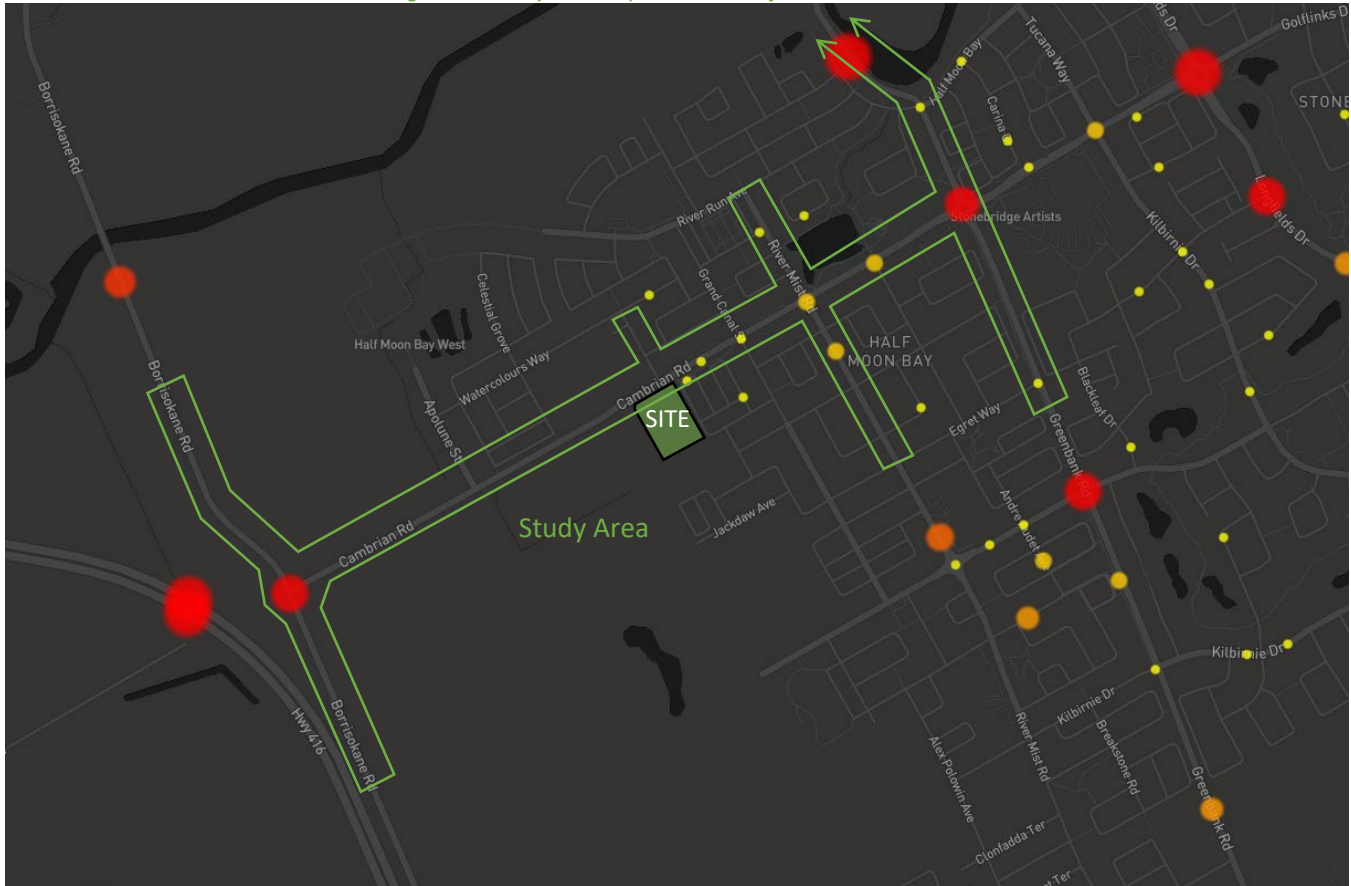 Golflinks D
ds Dr
Tucana Way
Half Moon Bay
Borrisokane Rd
Carina C
STONE
Longfields Dr
River Run Ave
Stonebridge Artists
Kilbirnie Dr
River Mist Rd
Celestial Grove
Grand Canal S
Half Moon Bay West
HALF
MOON BAY
Watercolours Way
Cambrian Rd
Borrisokane Rd
Blackleaf Dr
SITE
Apolune St
Egret Way
Greenbank Rd
Jackdaw Ave
Study Area
Cambrian Rd
Kilbirnie Dr
Kilbirnie Dr
Hwy 416
Borrisokane Rd
River Mist Rd
Breakstone Rd
Alex Polowin Ave
Clonfadda Ter